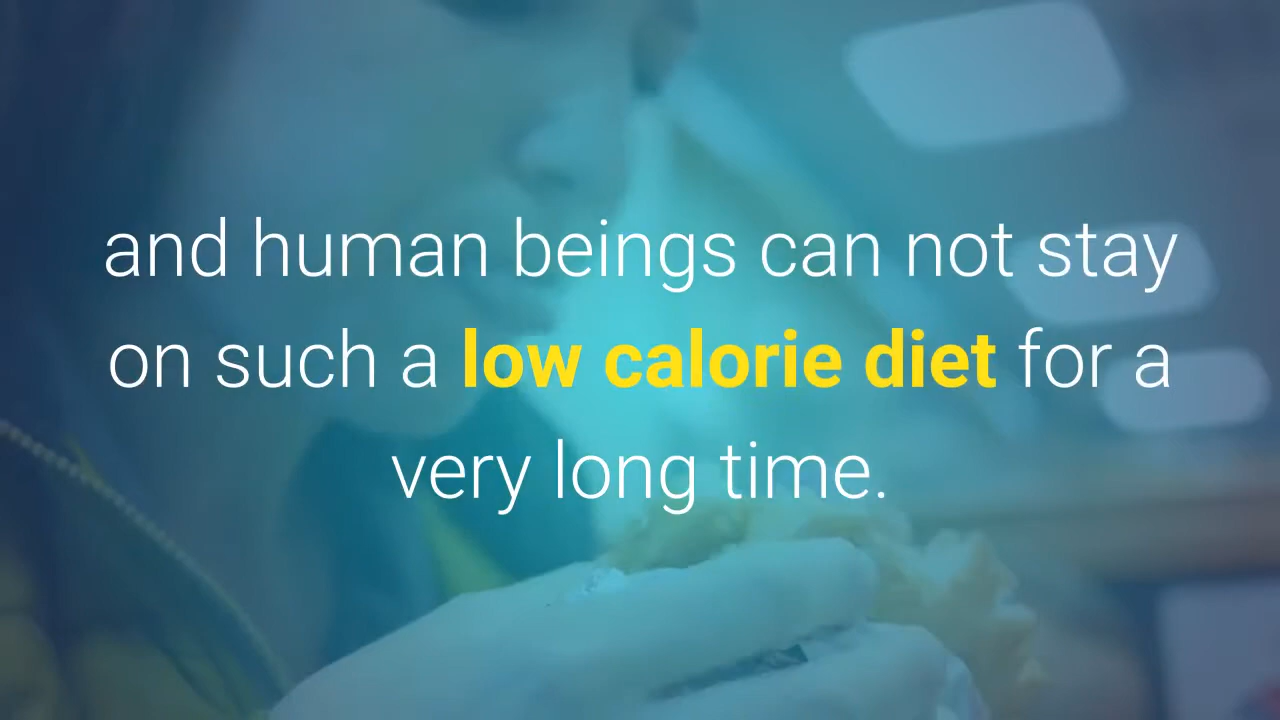 and human beings can not stay
on such a low calorie diet for a
very long time.